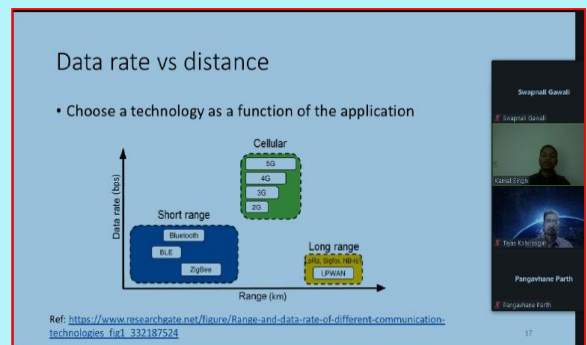 Data rate vs distance
• Choose a technology as a function of the application
Cellular
5G
4G
3G
2G
Data rate (bps)
Short range
Bluetooth
BLE
ZigBee
Long range
LoRa, Sigfox, NB-IoT
LPWAN
Range (km)
Ref: https://www.researchgate.net/figure/Range-and-data-rate-of-different-communication-
technologies_fig1_332187524
17
Swapnali Gawali
Swapnali Gawali
Kamal Singh
Pangavhane Parth
Pangavhane Parth